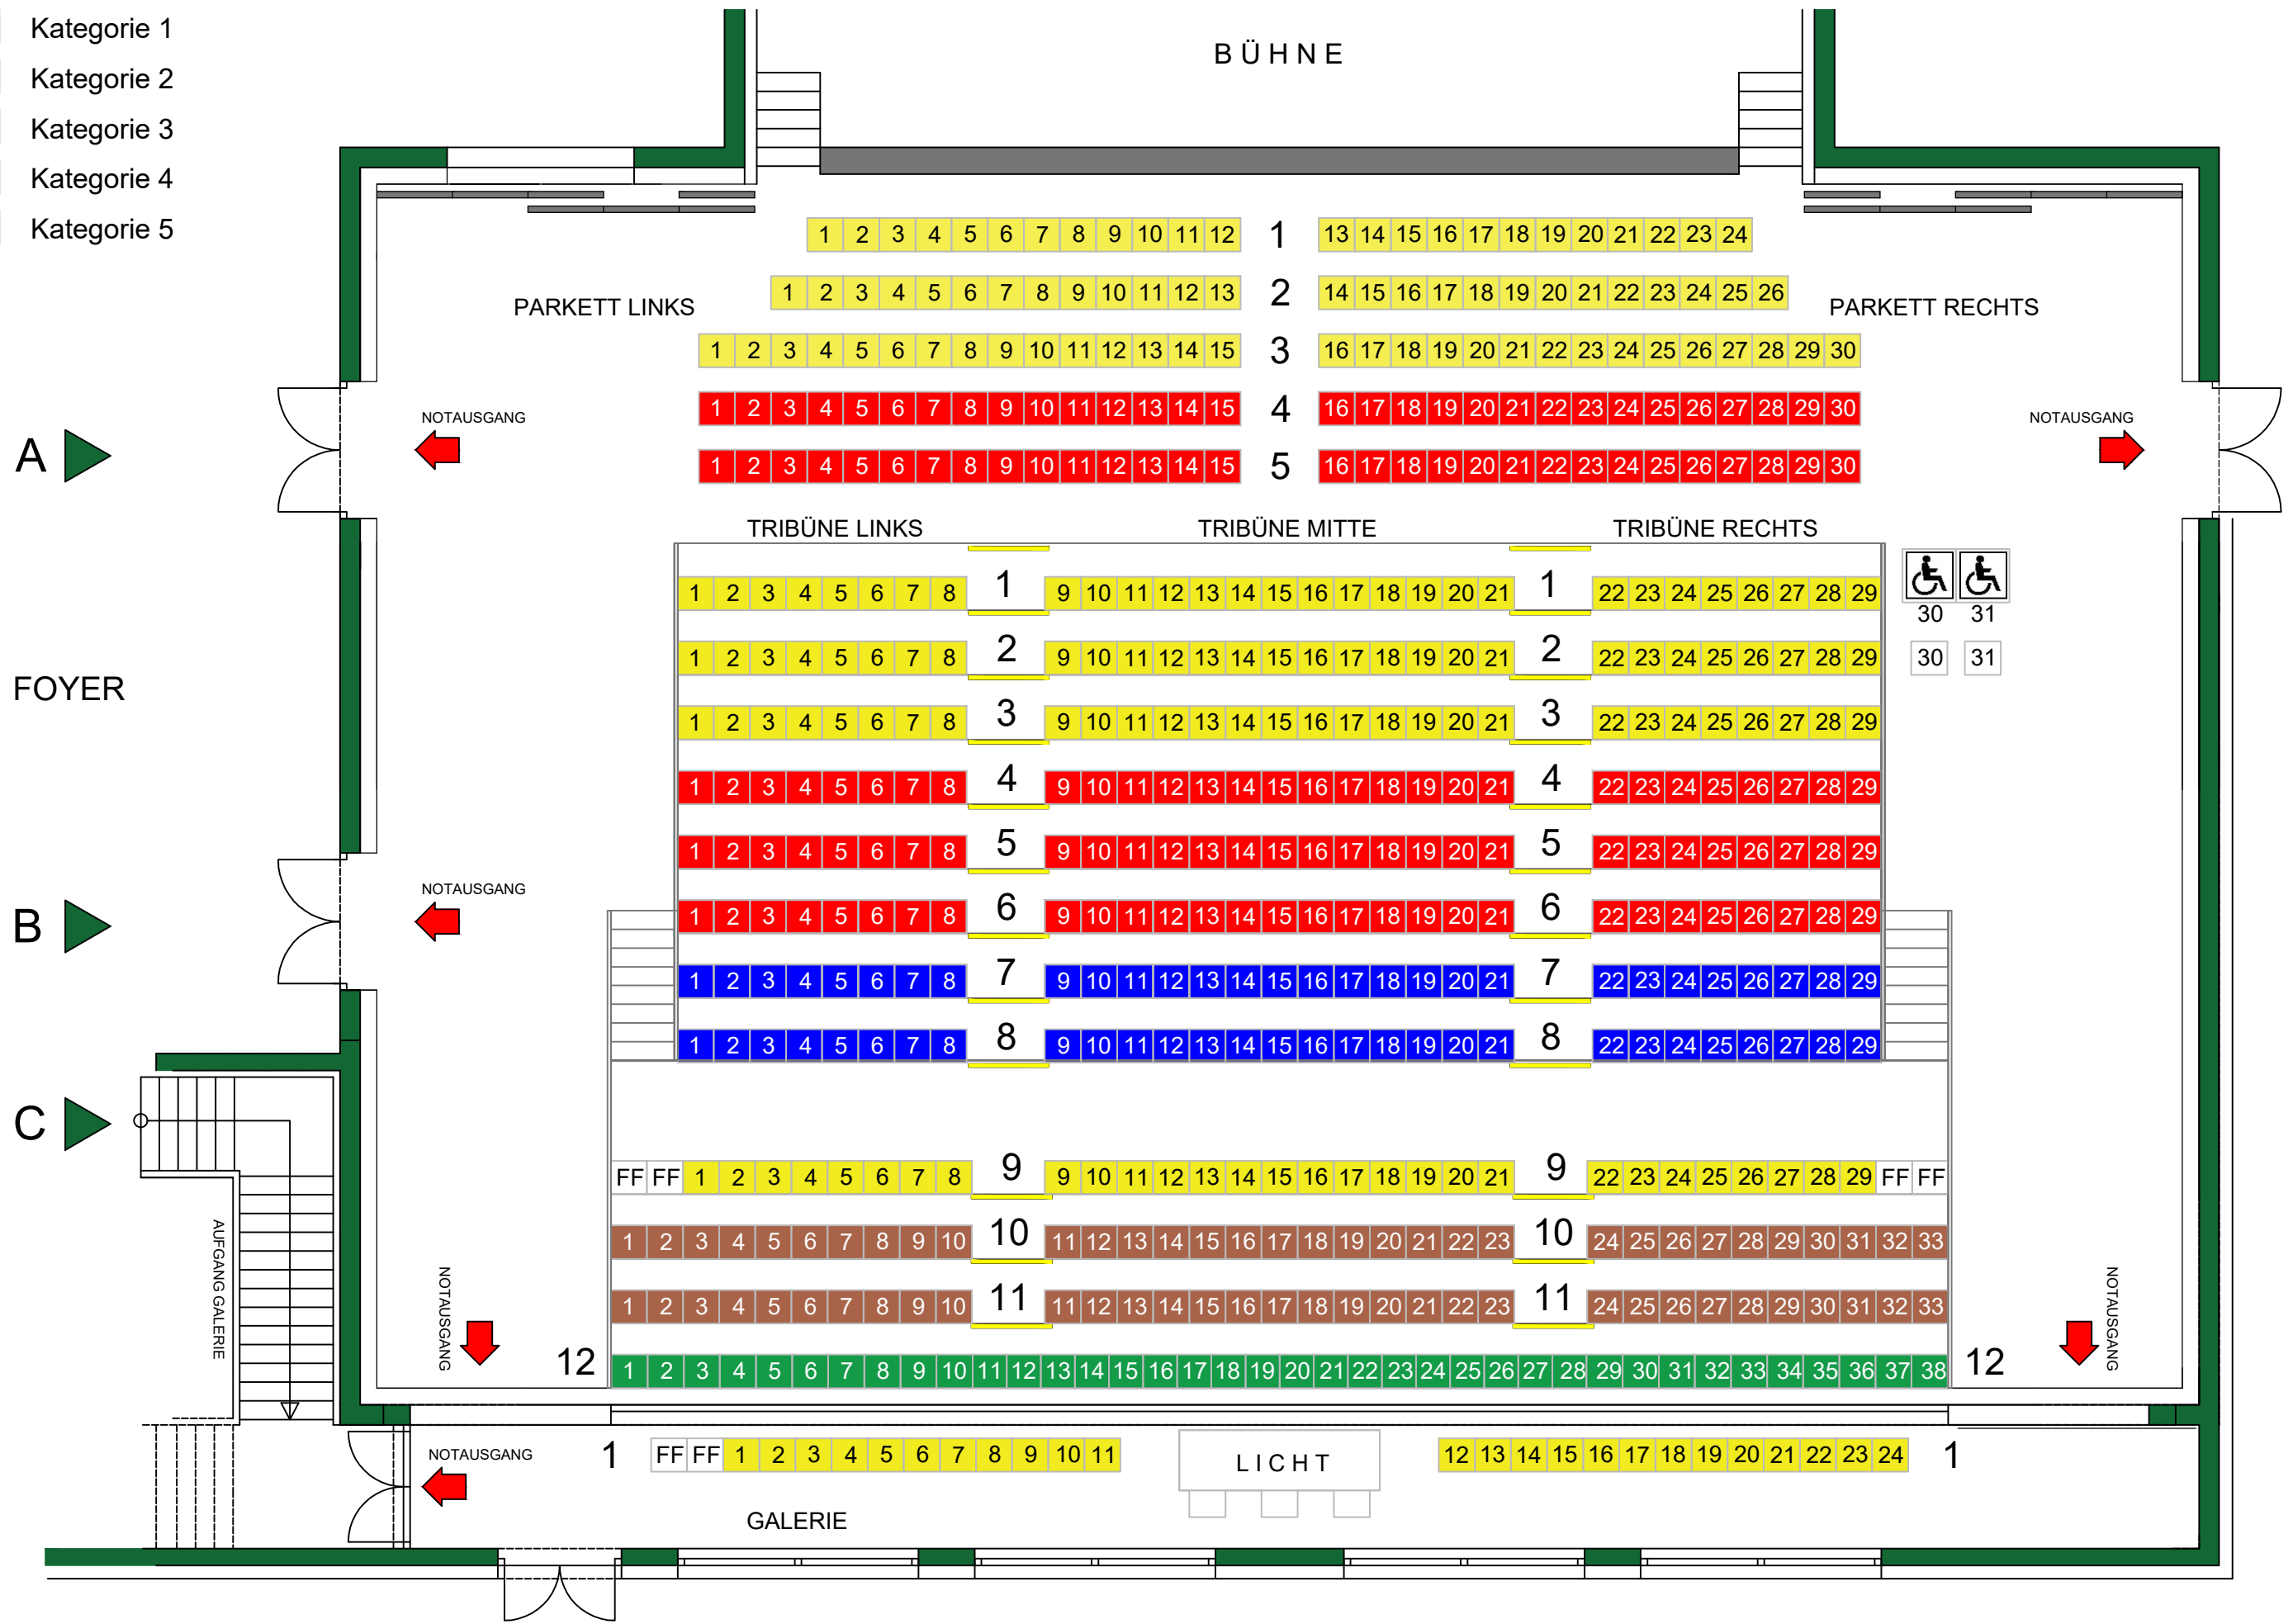 Kategorie 1
Kategorie 2
Kategorie 3
Kategorie 4
Kategorie 5
BÜHNE
1 2 3 4 5 6 7 8 9 10 11 12 1 13 14 15 16 17 18 19 20 21 22 23 24
PARKETT LINKS
1 2 3 4 5 6 7 8 9 10 11 12 13 2 14 15 16 17 18 19 20 21 22 23 24 25 26
PARKETT RECHTS
1 2 3 4 5 6 7 8 9 10 11 12 13 14 15 3 16 17 18 19 20 21 22 23 24 25 26 27 28 29 30
1 2 3 4 5 6 7 8 9 10 11 12 13 14 15 4 16 17 18 19 20 21 22 23 24 25 26 27 28 29 30
NOTAUSGANG
NOTAUSGANG
A
1 2 3 4 5 6 7 8 9 10 11 12 13 14 15 5 16 17 18 19 20 21 22 23 24 25 26 27 28 29 30
TRIBÜNE LINKS TRIBÜNE MITTE TRIBÜNE RECHTS
1 2 3 4 5 6 7 8 1 9 10 11 12 13 14 15 16 17 18 19 20 21 1 22 23 24 25 26 27 28 29
30 31
1 2 3 4 5 6 7 8 2 9 10 11 12 13 14 15 16 17 18 19 20 21 2 22 23 24 25 26 27 28 29
30 31
FOYER
1 2 3 4 5 6 7 8 3 9 10 11 12 13 14 15 16 17 18 19 20 21 3 22 23 24 25 26 27 28 29
1 2 3 4 5 6 7 8 4 9 10 11 12 13 14 15 16 17 18 19 20 21 4 22 23 24 25 26 27 28 29
1 2 3 4 5 6 7 8 5 9 10 11 12 13 14 15 16 17 18 19 20 21 5 22 23 24 25 26 27 28 29
NOTAUSGANG
B
1 2 3 4 5 6 7 8 6 9 10 11 12 13 14 15 16 17 18 19 20 21 6 22 23 24 25 26 27 28 29
1 2 3 4 5 6 7 8 7 9 10 11 12 13 14 15 16 17 18 19 20 21 7 22 23 24 25 26 27 28 29
1 2 3 4 5 6 7 8 8 9 10 11 12 13 14 15 16 17 18 19 20 21 8 22 23 24 25 26 27 28 29
C
FF FF 1 2 3 4 5 6 7 8 9 9 10 11 12 13 14 15 16 17 18 19 20 21 9 22 23 24 25 26 27 28 29 FF FF
1 2 3 4 5 6 7 8 9 10 10 11 12 13 14 15 16 17 18 19 20 21 22 23 10 24 25 26 27 28 29 30 31 32 33
AUFGANG GALERIE
1 2 3 4 5 6 7 8 9 10 11 11 12 13 14 15 16 17 18 19 20 21 22 23 11 24 25 26 27 28 29 30 31 32 33
NOTAUSGANG
NOTAUSGANG
12 1 2 3 4 5 6 7 8 9 10 11 12 13 14 15 16 17 18 19 20 21 22 23 24 25 26 27 28 29 30 31 32 33 34 35 36 37 38 12
NOTAUSGANG
1 FF FF 1 2 3 4 5 6 7 8 9 10 11
LICHT
12 13 14 15 16 17 18 19 20 21 22 23 24 1
GALERIE